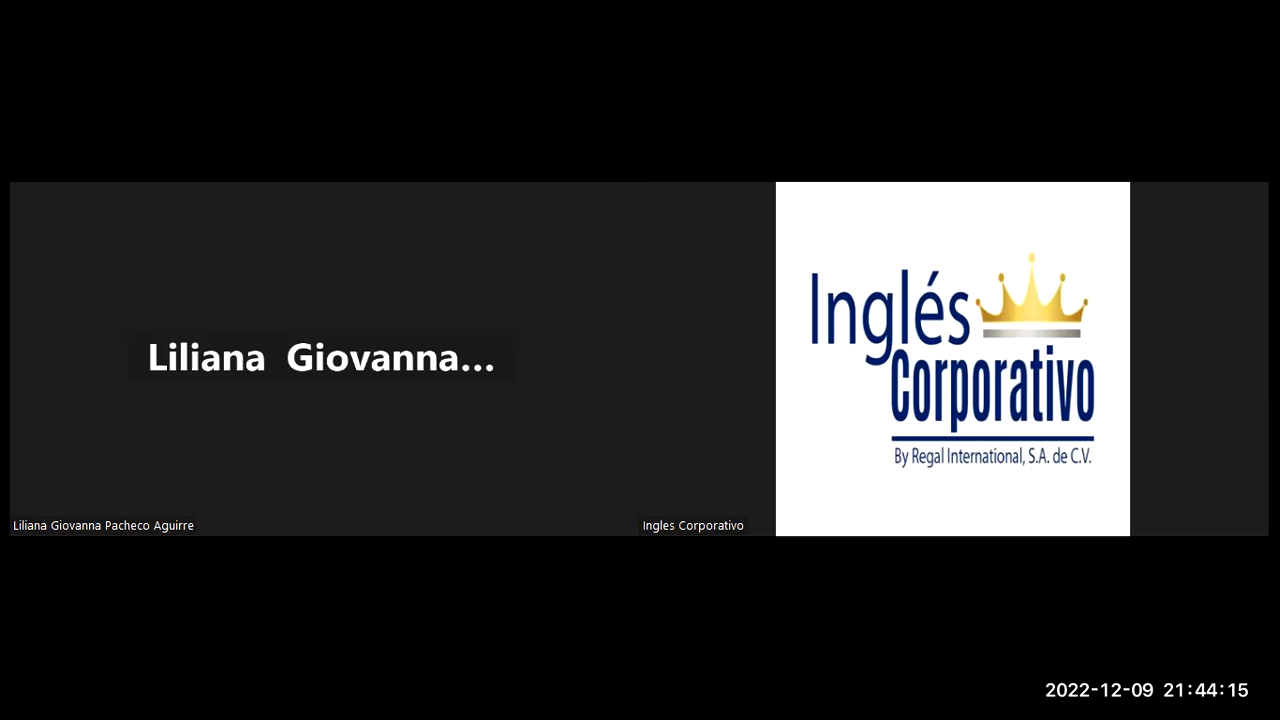 Liliana Giovanna...
Liliana Giovanna Pacheco Aguirre
Inglés
Corporativo
By Regal International, S.A. de C.V.
Ingles Corporativo
2022-12-09 21:44:15